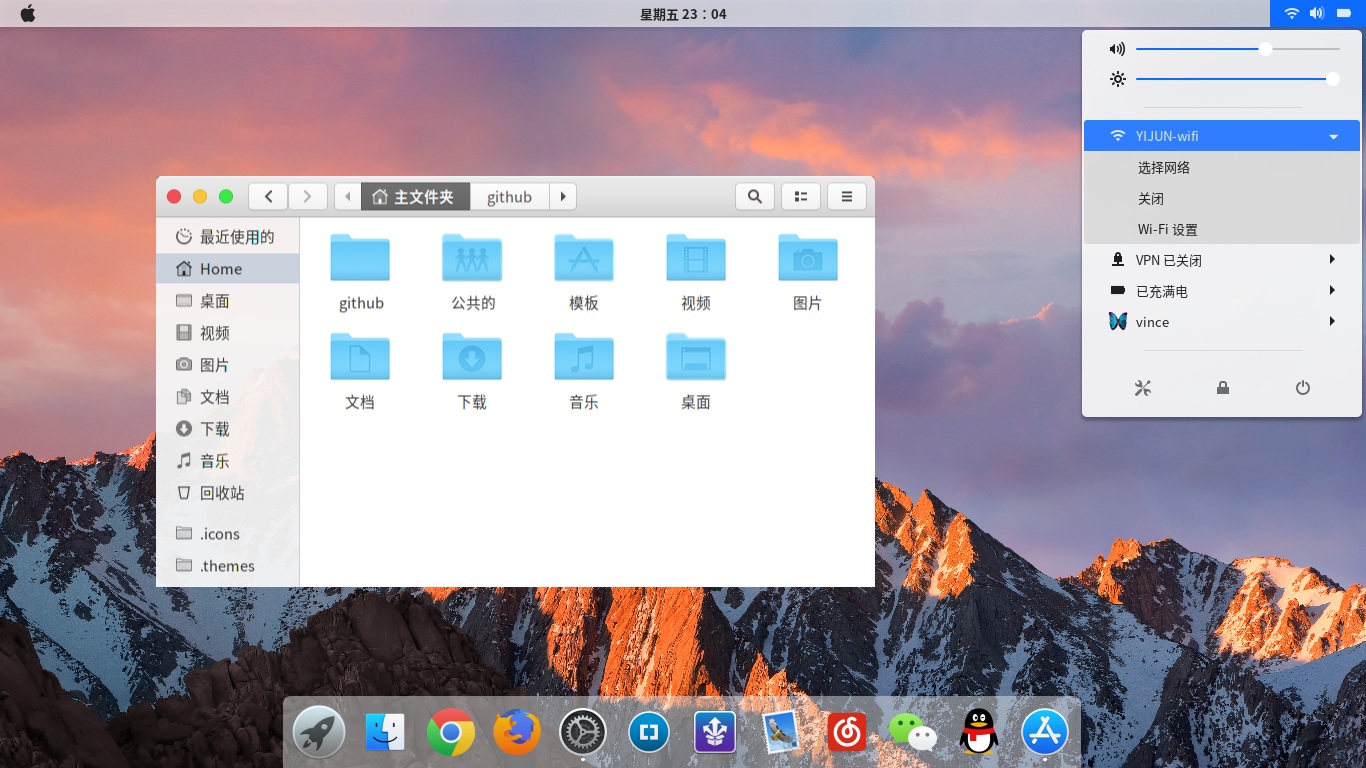 星期五 23：04
主文件夹
github
最近使用的
Home
桌面
视频
图片
文档
下载
音乐
回收站
.icons
.themes
github
公共的
模板
视频
图片
文档
下载
音乐
桌面
YIJUN-wifi
选择网络
关闭
Wi-Fi 设置
VPN 已关闭
已充满电
vince